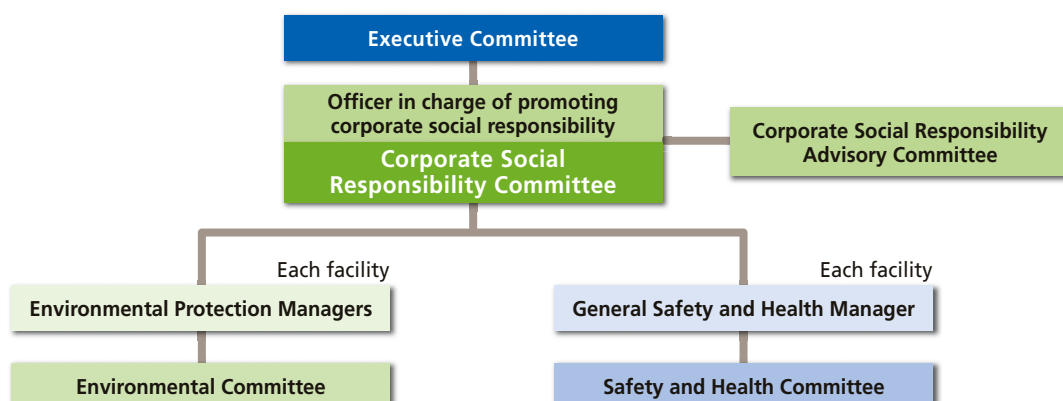 Executive Committee
Officer in charge of promoting
corporate social responsibility
Corporate Social
Responsibility Committee
Corporate Social Responsibility
Advisory Committee
Each facility
Environmental Protection Managers
Environmental Committee
Each facility
General Safety and Health Manager
Safety and Health Committee